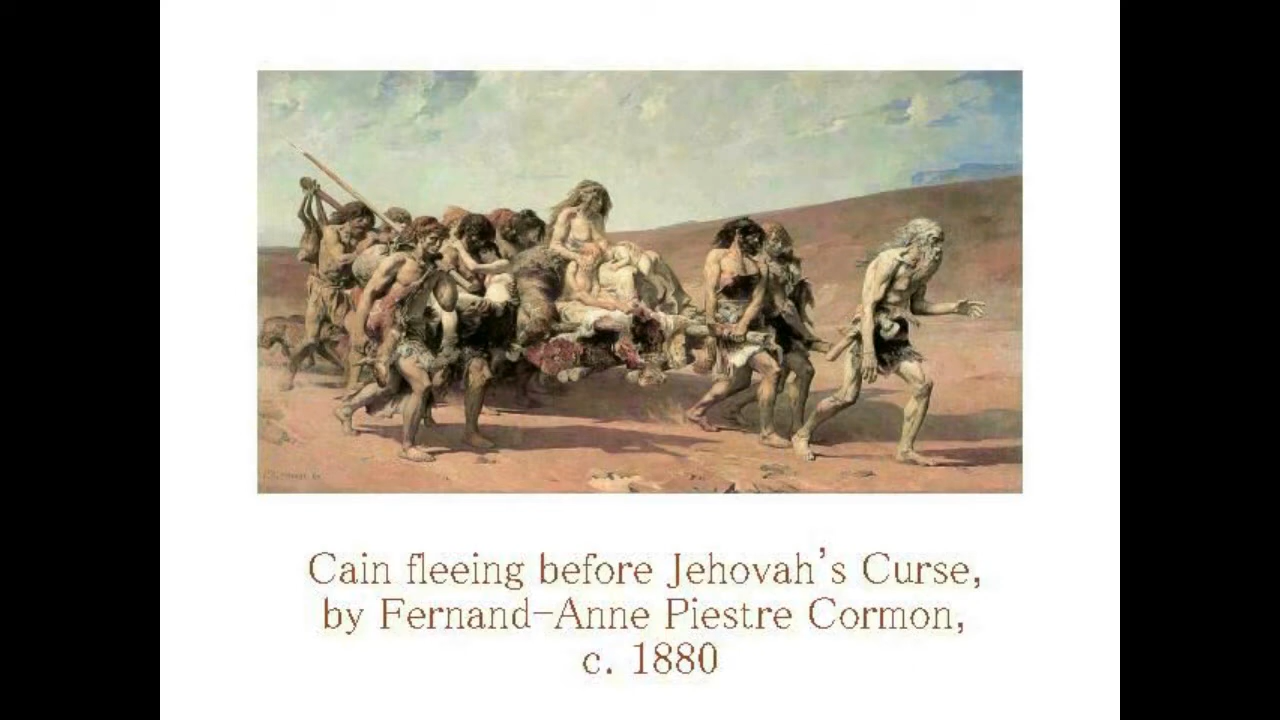 Cain fleeing before Jehovah's Curse,
by Fernand-Anne Piestre Cormon,
c. 1880